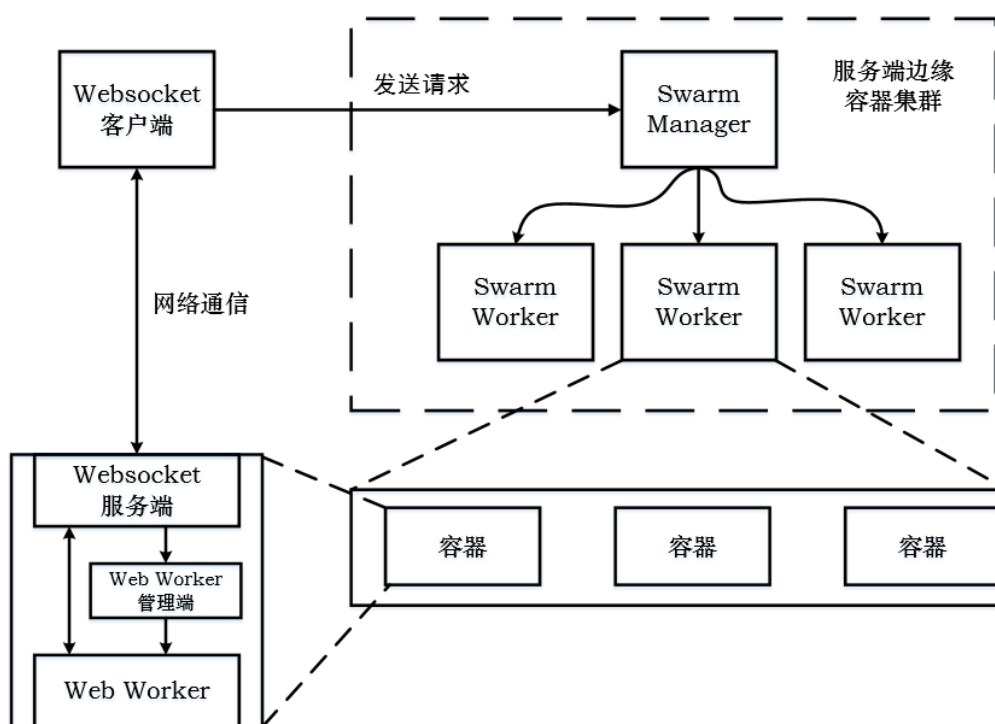 Websocket
客户端
发送请求
Swarm
Manager
服务端边缘
容器集群
Swarm
Worker
Swarm
Worker
Swarm
Worker
网络通信
Websocket
服务端
Web Worker
管理端
Web Worker
容器
容器
容器